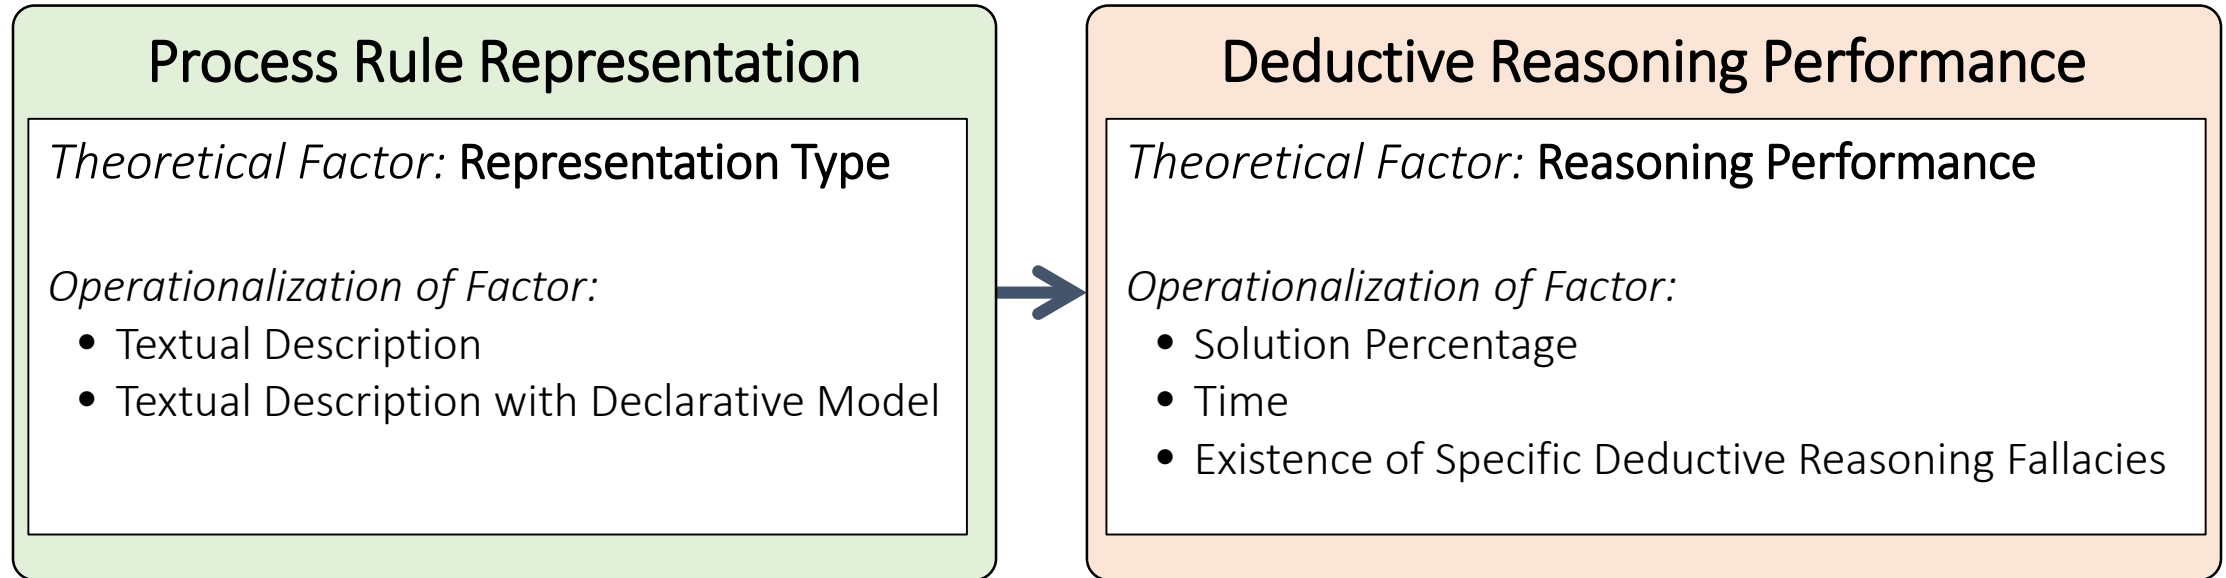 Process Rule Representation
Theoretical Factor: Representation Type
Operationalization of Factor:
• Textual Description
• Textual Description with Declarative Model
Deductive Reasoning Performance
Theoretical Factor: Reasoning Performance
Operationalization of Factor:
• Solution Percentage
• Time
• Existence of Specific Deductive Reasoning Fallacies